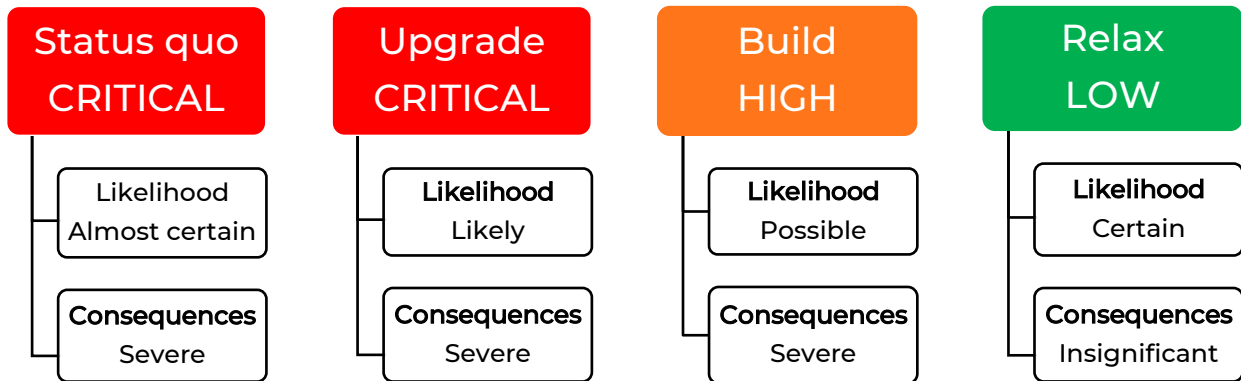 Status quo
CRITICAL
Likelihood
Almost certain
Consequences
Severe
Upgrade
CRITICAL
Likelihood
Likely
Consequences
Severe
Build
HIGH
Likelihood
Possible
Consequences
Severe
Relax
LOW
Likelihood
Certain
Consequences
Insignificant